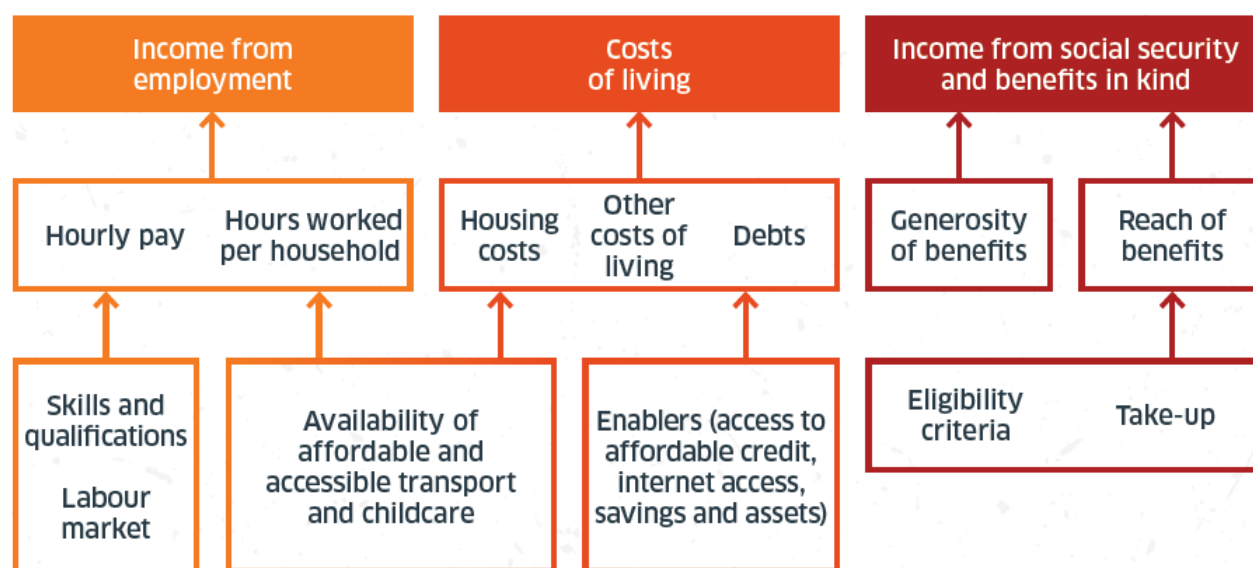 Income from
employment
Costs
of living
Income from social security
and benefits in kind
Hourly pay
Hours worked
per household
Housing
costs
Other
costs of
living
Debts
Generosity
of benefits
Reach of
benefits
Skills and
qualifications
Labour
market
Availability of
affordable and
accessible transport
and childcare
Enablers (access to
affordable credit,
internet access,
savings and assets)
Eligibility
criteria
Take-up